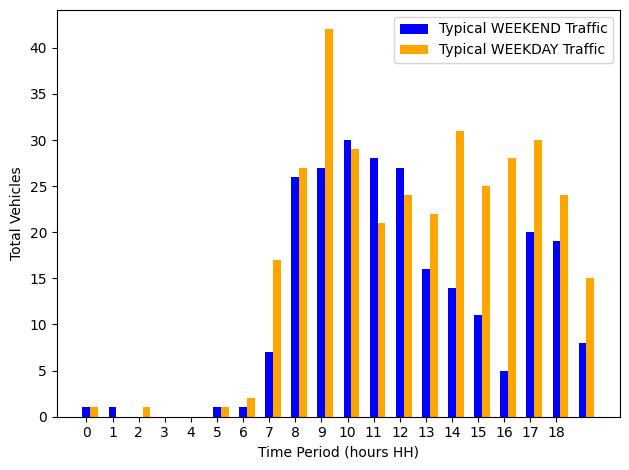 Typical WEEKEND Traffic
Typical WEEKDAY Traffic
Total Vehicles
40
35
30
25
20
15
10
5
0
0 1 2 3 4 5 6 7 8 9 10 11 12 13 14 15 16 17 18
Time Period (hours HH)